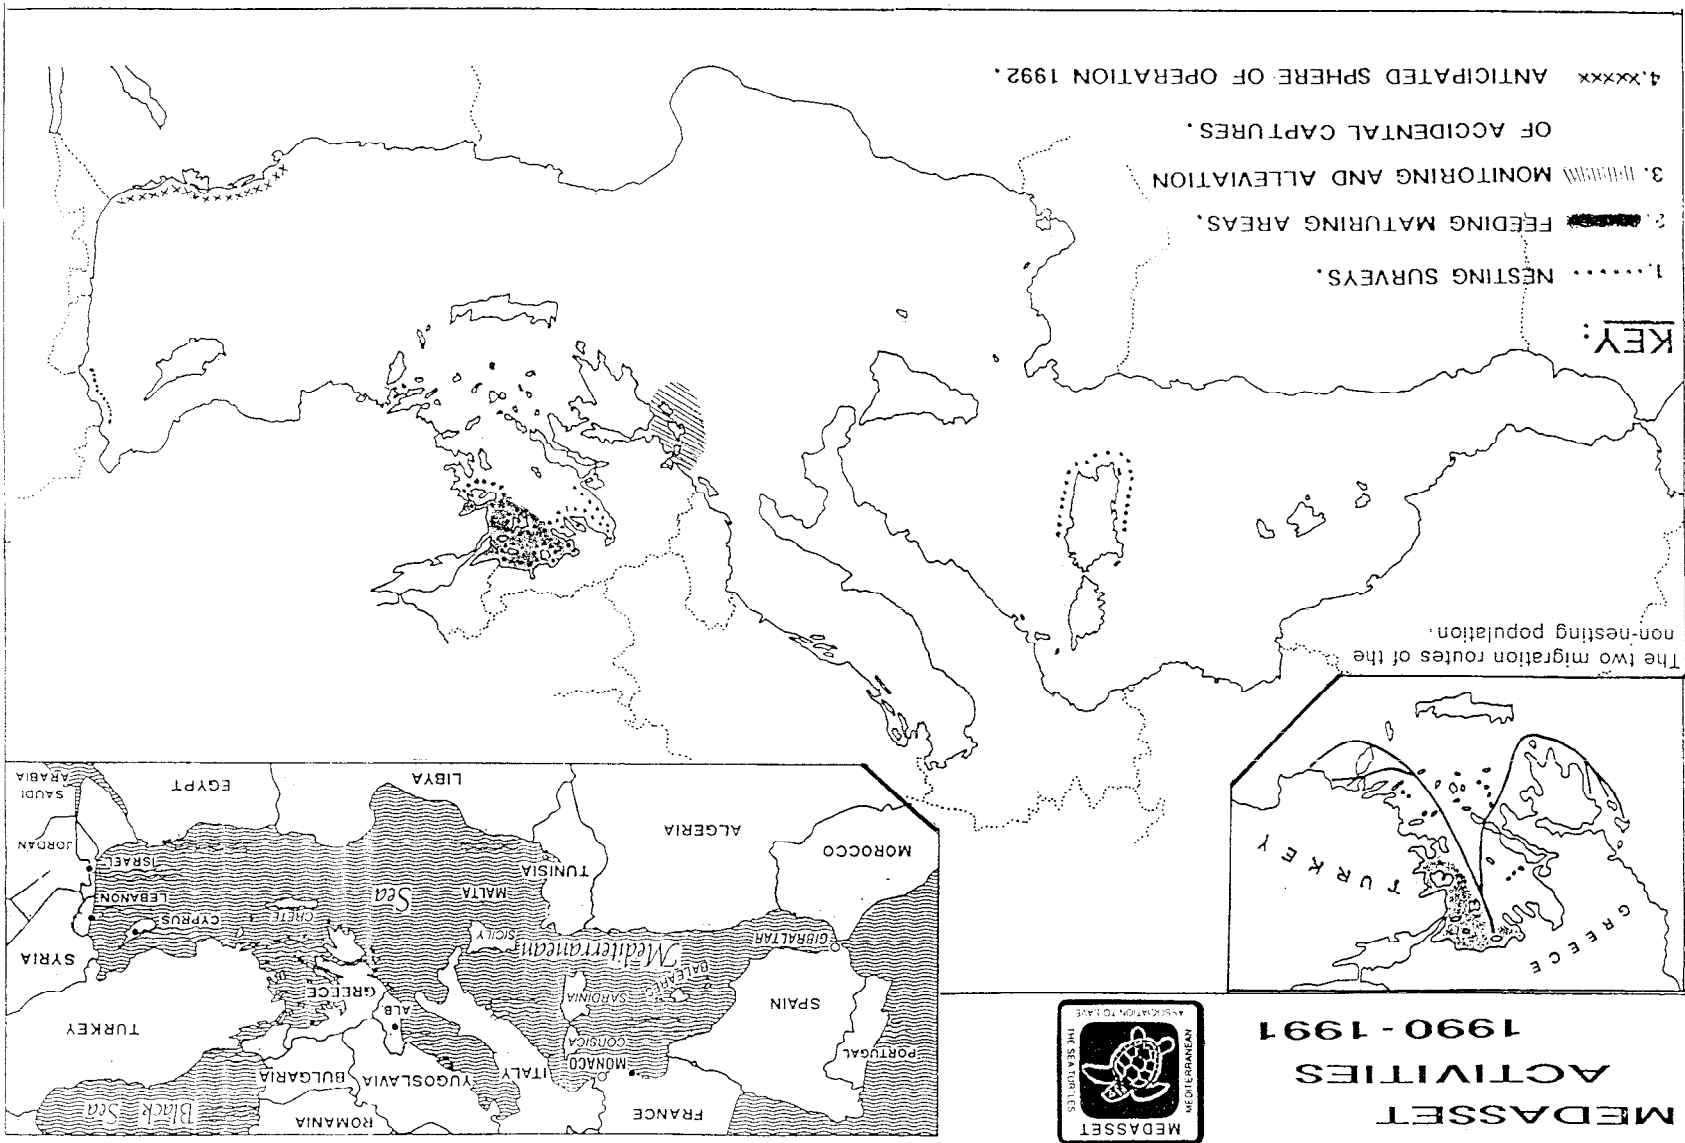 MEDASSET
ACTIVITIES
1990 - 1991
MEDASSET
MEDITERRANEAN
ASSOCIATION TO SAVE
THE SEA TURTLES
GREECE
TURKEY
The two migration routes of the
non-nesting population.
FRANCE
ROMANIA
Black Sea
PORTUGAL
SPAIN
MONACO
ITALY
YUGOSLAVIA
BULGARIA
CORSICA
ALB
TURKEY
BALEARES
SARDINIA
GREECE
GIBRALTAR
Mediterranean
Sea
SICILY
CRETE
CYPRUS
SYRIA
LEBANON
MOROCCO
ALGERIA
TUNISIA
MALTA
ISRAEL
JORDAN
LIBYA
EGYPT
SAUDI
ARABIA
KEY:
1. ...... NESTING SURVEYS.
2. FEEDING MATURING AREAS.
3. MONITORING AND ALLEVIATION
OF ACCIDENTAL CAPTURES.
4. xxxxx ANTICIPATED SPHERE OF OPERATION 1992.